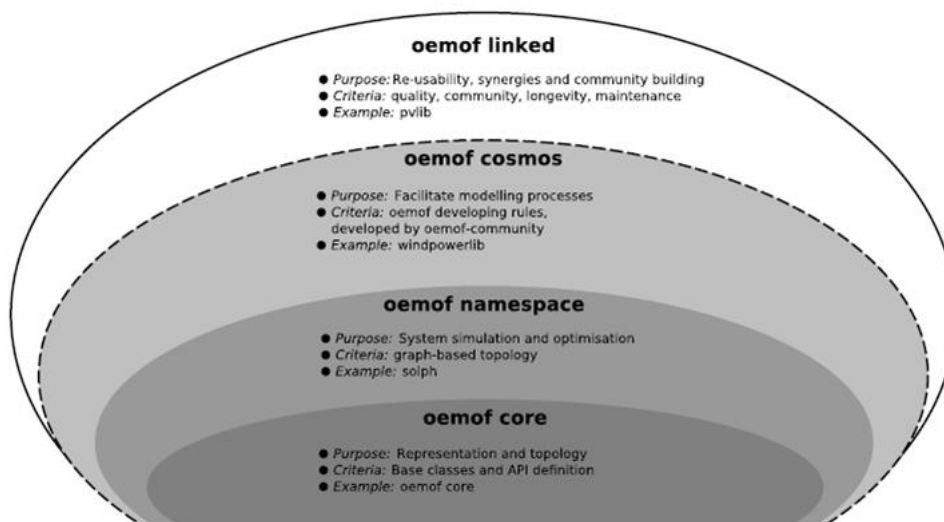 oemof linked
● Purpose: Re-usability, synergies and community building
● Criteria: quality, community, longevity, maintenance
● Example: pvlib
oemof cosmos
● Purpose: Facilitate modelling processes
● Criteria: oemof developing rules,
developed by oemof-community
● Example: windpowerlib
oemof namespace
● Purpose: System simulation and optimisation
● Criteria: graph-based topology
● Example: solph
oemof core
● Purpose: Representation and topology
● Criteria: Base classes and API definition
● Example: oemof core